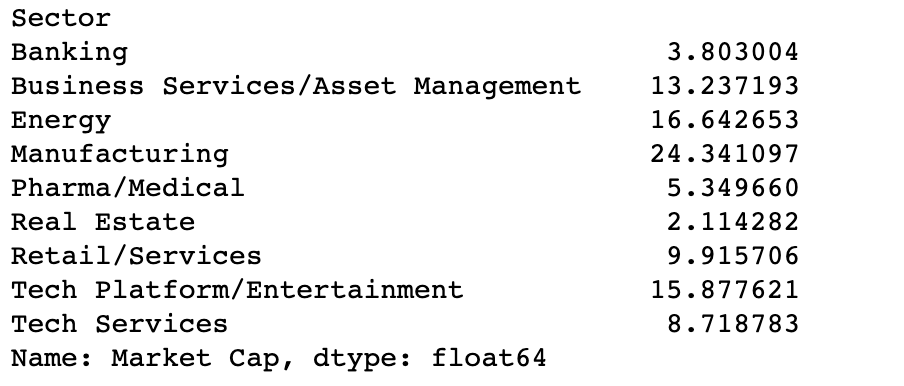 Sector
Banking 3.803004
Business Services/Asset Management 13.237193
Energy 16.642653
Manufacturing 24.341097
Pharma/Medical 5.349660
Real Estate 2.114282
Retail/Services 9.915706
Tech Platform/Entertainment 15.877621
Tech Services 8.718783
Name: Market Cap, dtype: float64